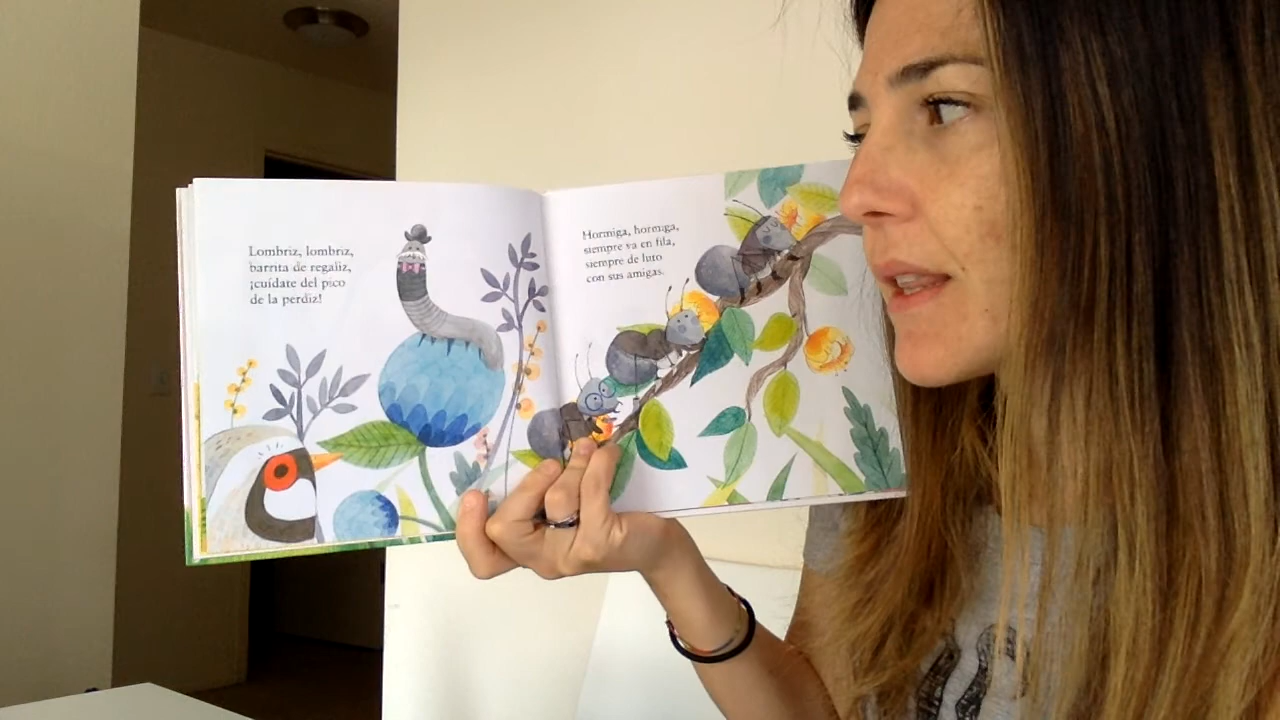 Lombriz, lombriz,
barrita de regaliz,
¡cuídate del pico
de la perdiz!
Hormiga, hormiga,
siempre va en fila,
siempre de luto
con sus amigas.